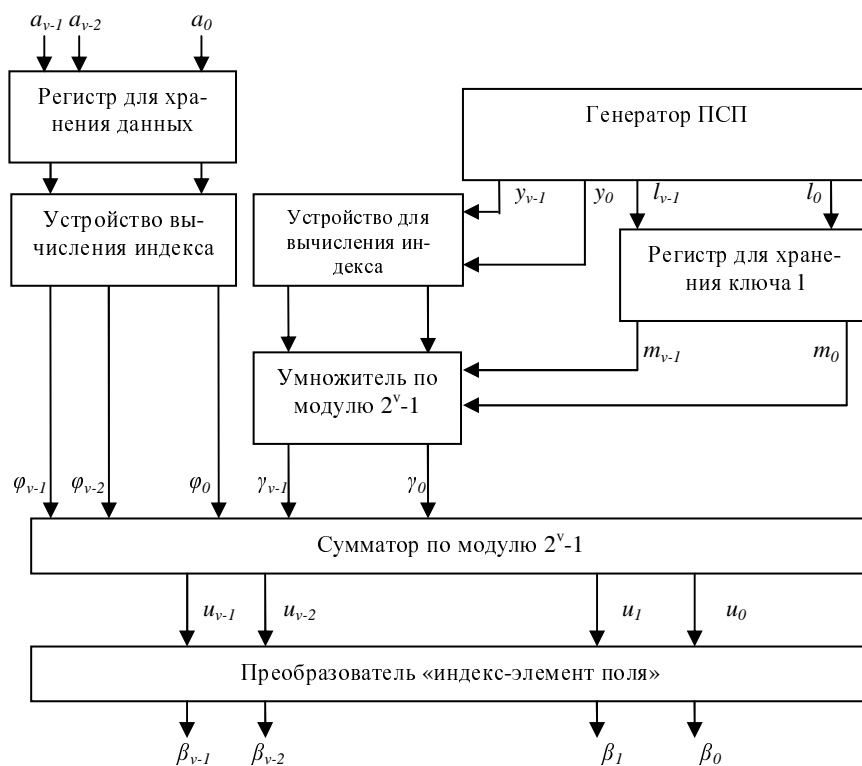 a_{v-1} a_{v-2} a_0
Регистр для хра-
нения данных
Генератор ПСП
y_{v-1} y_0 l_{v-1} l_0
Устройство вы-
числения индекса
Устройство для
вычисления ин-
декса
Регистр для хране-
ния ключа l
m_{v-1} m_0
Умножитель по
модулю 2^v-1
φ_{v-1} φ_{v-2} φ_0 γ_{v-1} γ_0
Сумматор по модулю 2^v-1
u_{v-1} u_{v-2} u_1 u_0
Преобразователь «индекс-элемент поля»
β_{v-1} β_{v-2} β_1 β_0